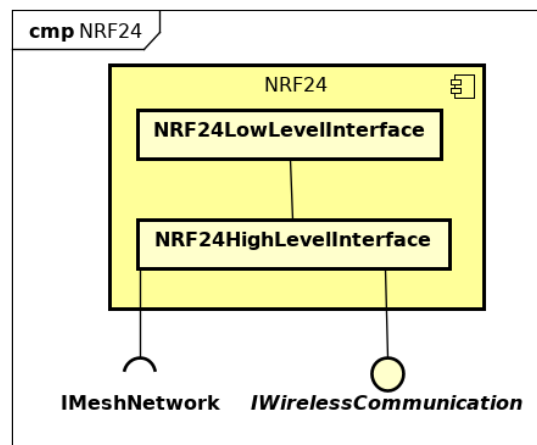 cmp NRF24
NRF24
NRF24LowLevelInterface
NRF24HighLevelInterface
IMeshNetwork IWirelessCommunication